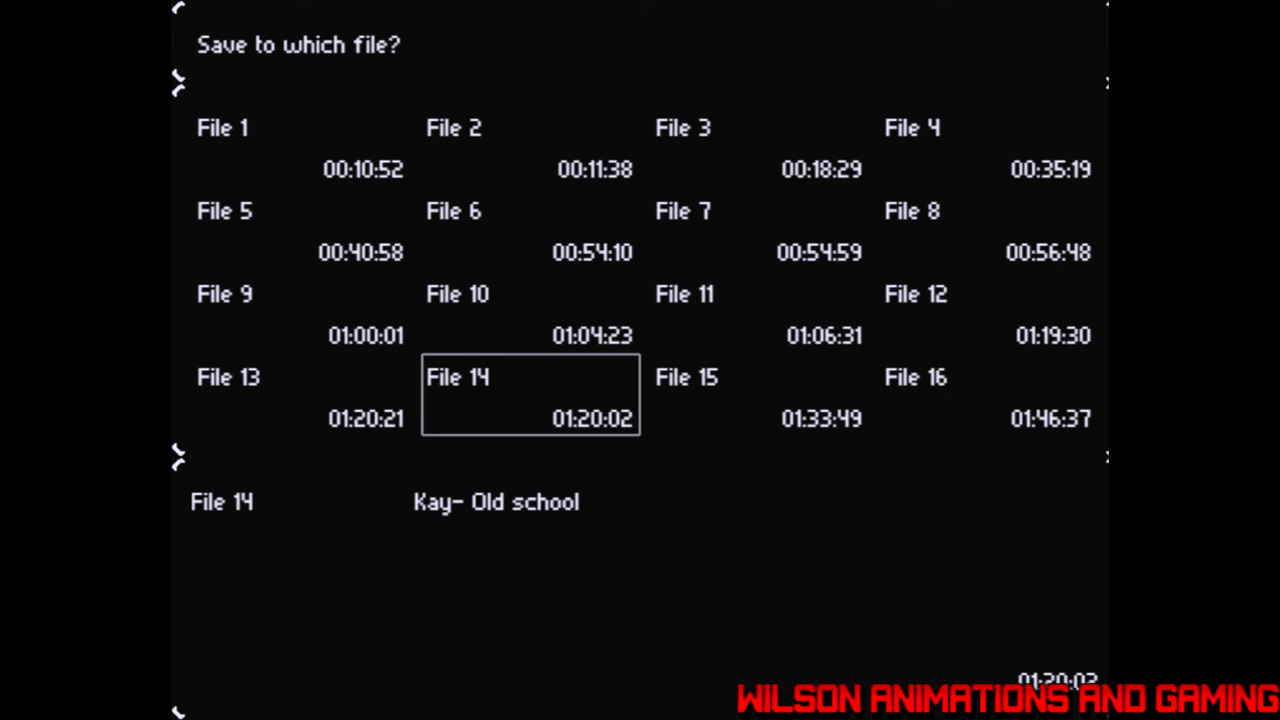 Save to which file?
File 1 File 2 File 3 File 4
00:10:52 00:11:38 00:18:29 00:35:19
File 5 File 6 File 7 File 8
00:40:58 00:54:10 00:54:59 00:56:48
File 9 File 10 File 11 File 12
01:00:01 01:04:23 01:06:31 01:19:30
File 13 File 14 File 15 File 16
01:20:21 01:20:02 01:33:49 01:46:37
File 14 Kay- Old school
01:20:02
WILSON ANIMATIONS AND GAMING